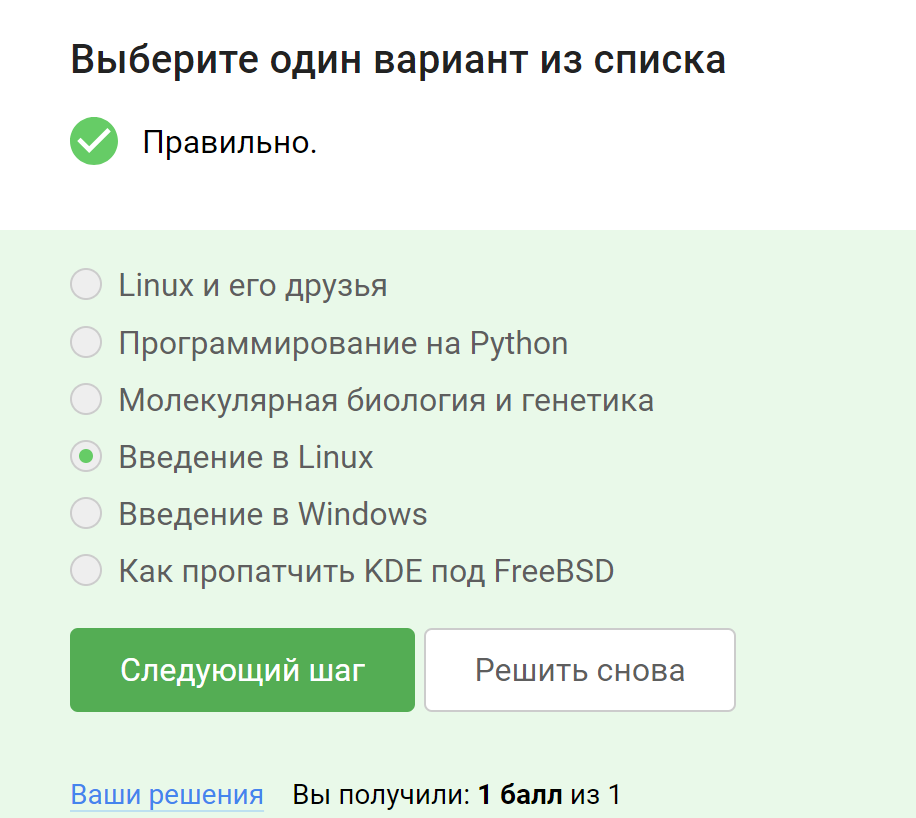 Выберите один вариант из списка
Правильно.
Linux и его друзья
Программирование на Python
Молекулярная биология и генетика
Введение в Linux
Введение в Windows
Как пропатчить KDE под FreeBSD
Следующий шаг Решить снова
Ваши решения Вы получили: 1 балл из 1